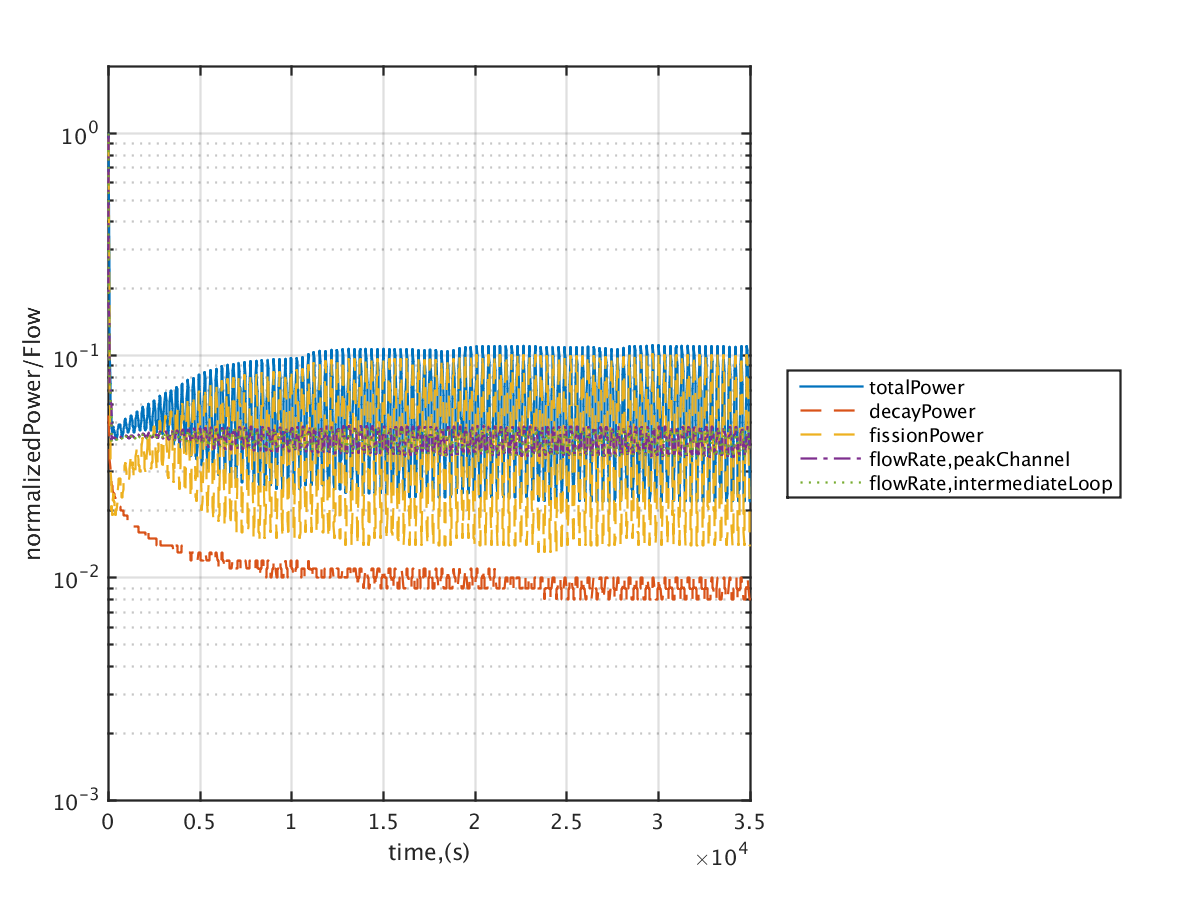 normalizedPower/Flow
10^0
10^-1
10^-2
10^-3
0 0.5 1 1.5 2 2.5 3 3.5
time,(s)
×10^4
totalPower
decayPower
fissionPower
flowRate,peakChannel
flowRate,intermediateLoop